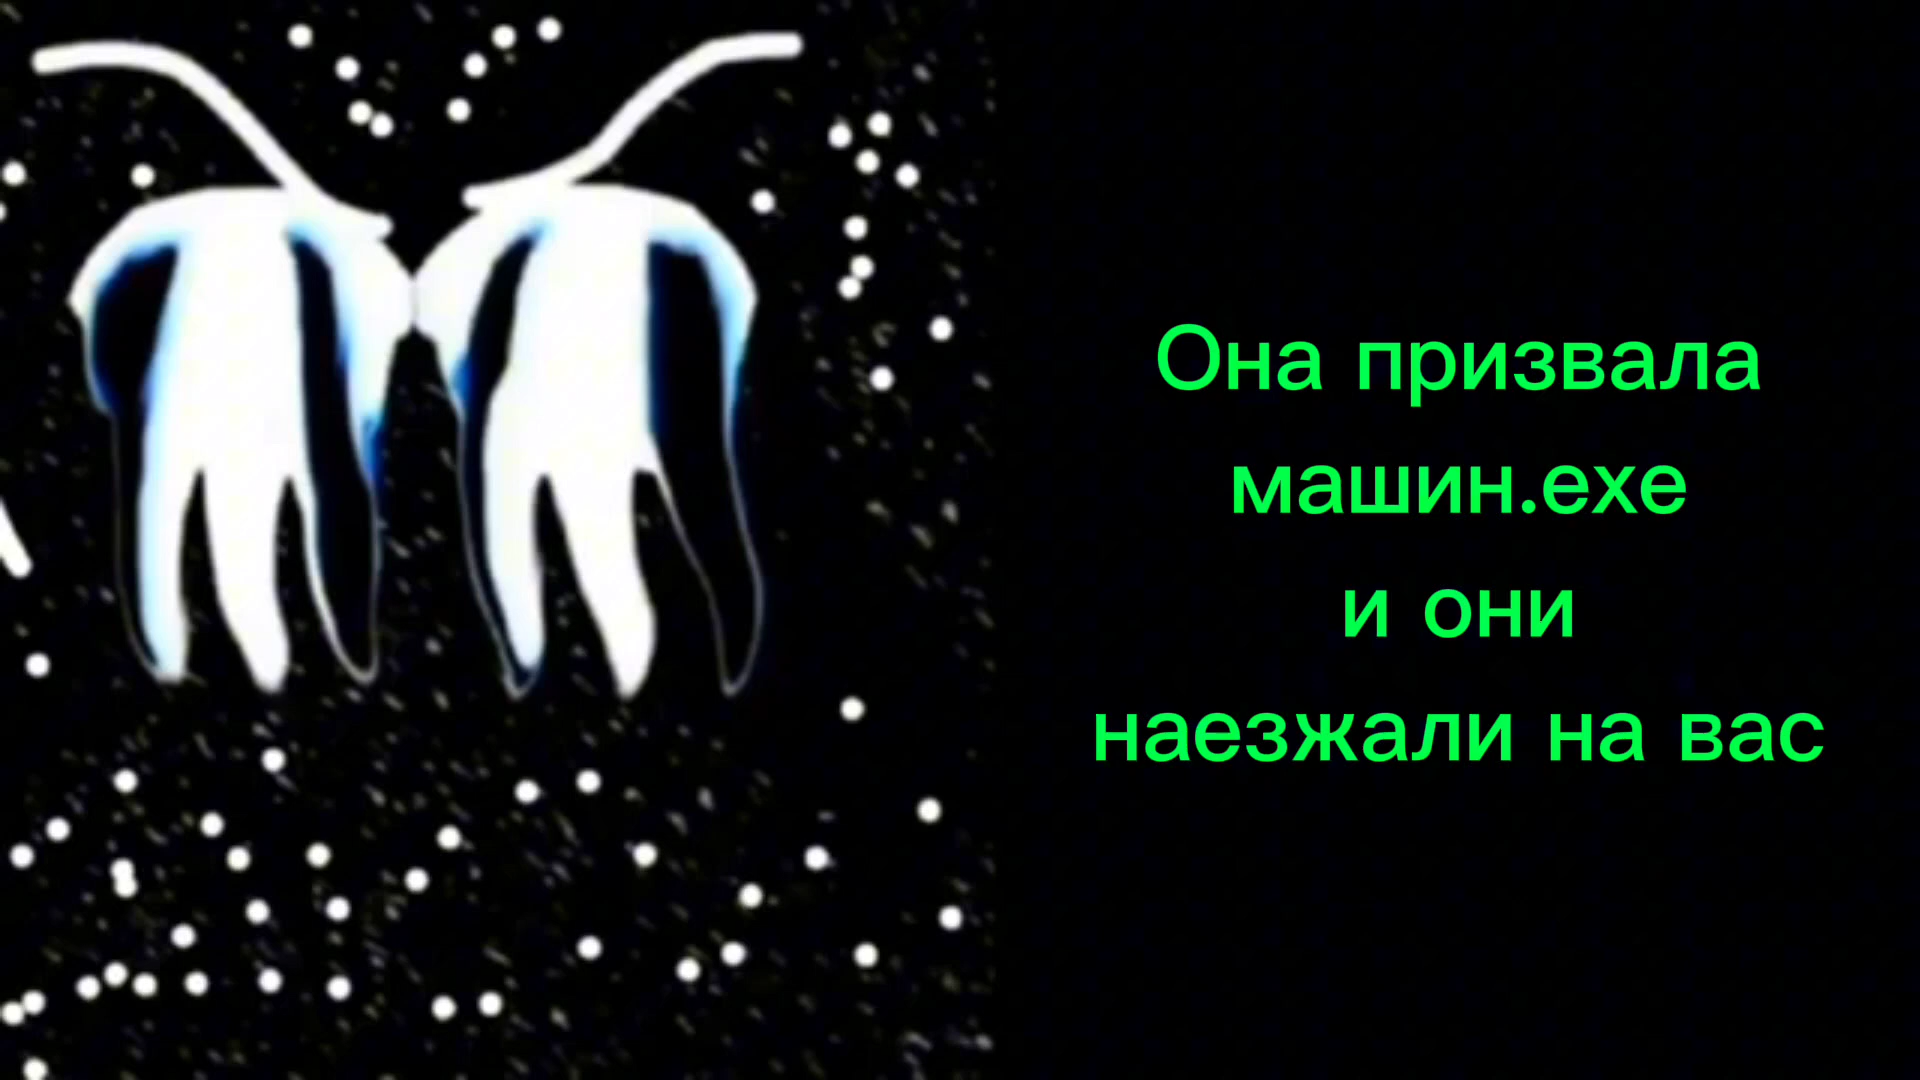 Она призвала
машин.exe
и они
наезжали на вас